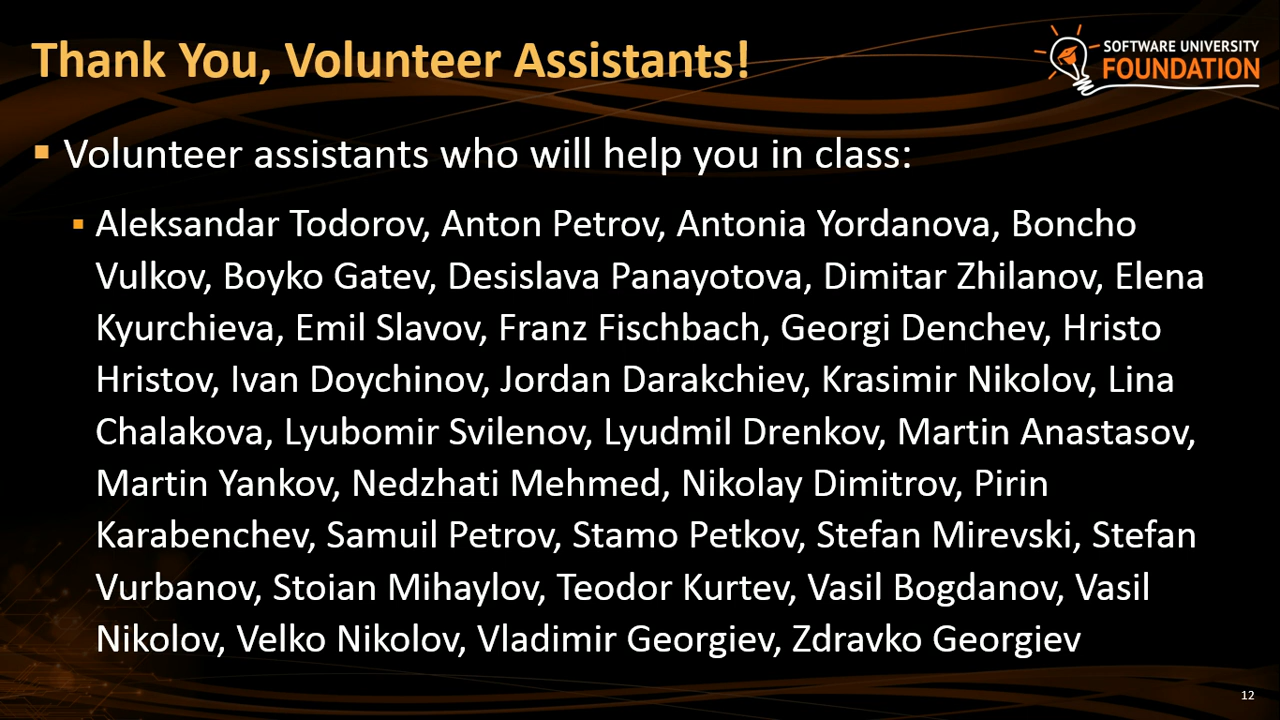 Thank You, Volunteer Assistants!
SOFTWARE UNIVERSITY
FOUNDATION
Volunteer assistants who will help you in class:
Aleksandar Todorov, Anton Petrov, Antonia Yordanova, Boncho
Vulkov, Boyko Gatev, Desislava Panayotova, Dimitar Zhilanov, Elena
Kyurchieva, Emil Slavov, Franz Fischbach, Georgi Denchev, Hristo
Hristov, Ivan Doychinov, Jordan Darakchiev, Krasimir Nikolov, Lina
Chalakova, Lyubomir Svilenov, Lyudmil Drenkov, Martin Anastasov,
Martin Yankov, Nedzhati Mehmed, Nikolay Dimitrov, Pirin
Karabenchev, Samuil Petrov, Stamo Petkov, Stefan Mirevski, Stefan
Vurbanov, Stoian Mihaylov, Teodor Kurtev, Vasil Bogdanov, Vasil
Nikolov, Velko Nikolov, Vladimir Georgiev, Zdravko Georgiev
12